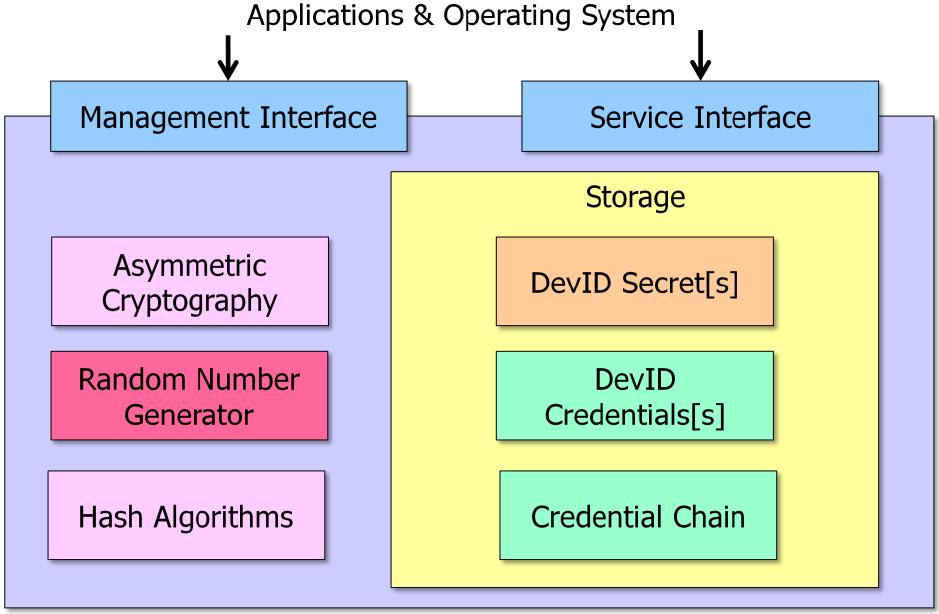 Applications & Operating System
Management Interface
Service Interface
Storage
Asymmetric
Cryptography
DevID Secret[s]
Random Number
Generator
DevID
Credentials[s]
Hash Algorithms
Credential Chain